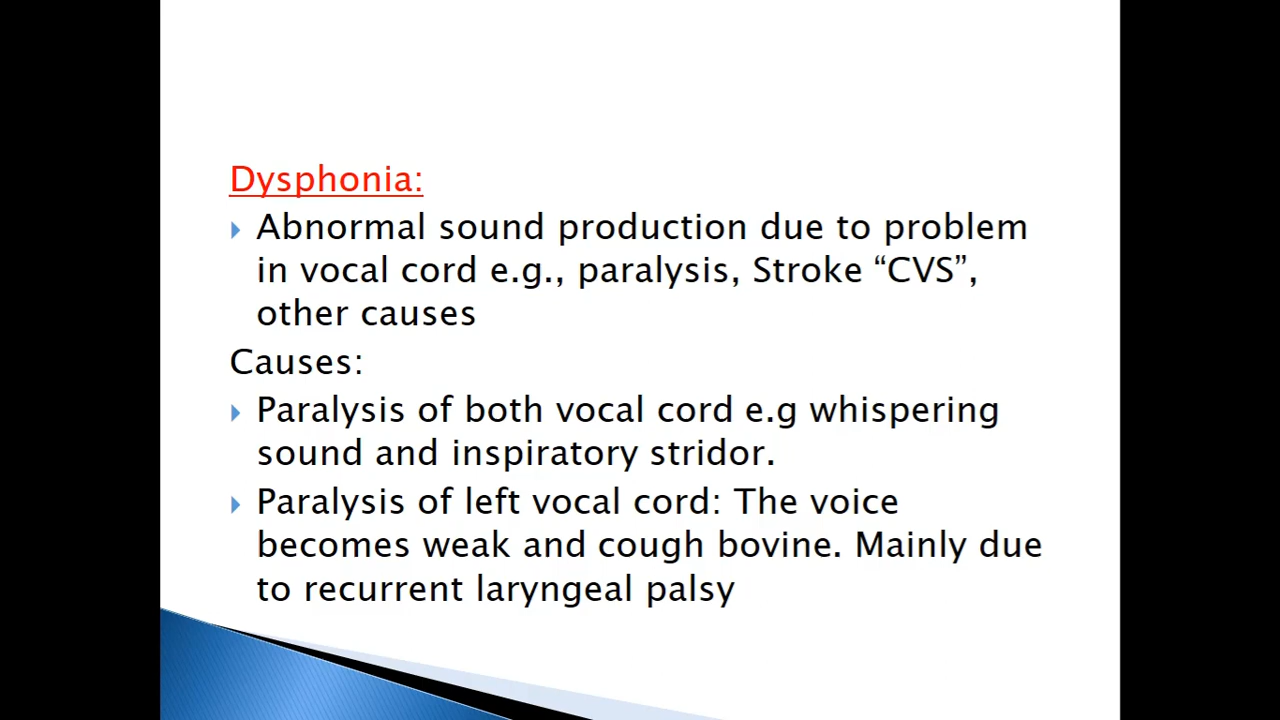 Dysphonia:
Abnormal sound production due to problem
in vocal cord e.g., paralysis, Stroke “CVS”,
other causes
Causes:
Paralysis of both vocal cord e.g whispering
sound and inspiratory stridor.
Paralysis of left vocal cord: The voice
becomes weak and cough bovine. Mainly due
to recurrent laryngeal palsy